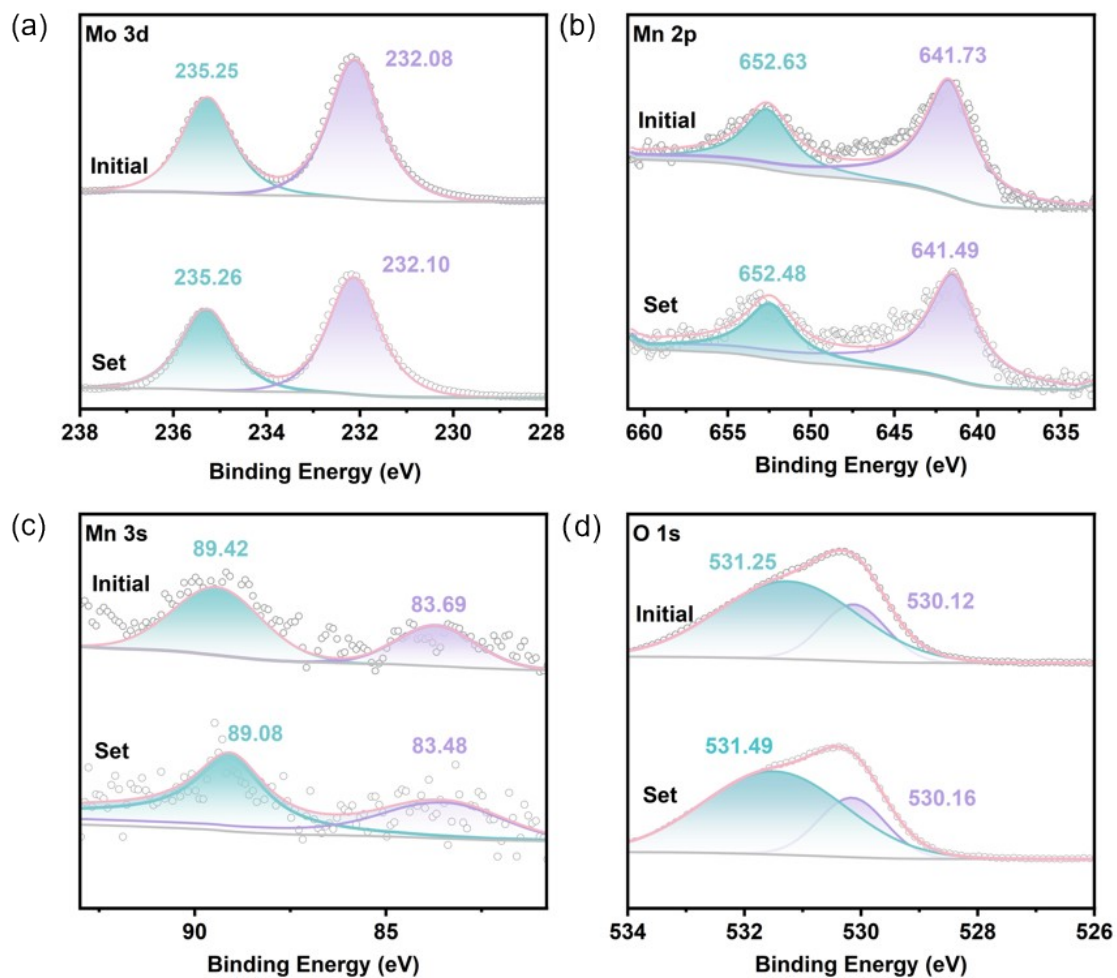 (a)
Mo 3d
235.25
232.08
Initial
235.26
232.10
Set
238 236 234 232 230 228
Binding Energy (eV)
(b)
Mn 2p
652.63
641.73
Initial
652.48
641.49
Set
660 655 650 645 640 635
Binding Energy (eV)
(c)
Mn 3s
89.42
83.69
Initial
89.08
83.48
Set
90 85
Binding Energy (eV)
(d)
O 1s
531.25
530.12
Initial
531.49
530.16
Set
534 532 530 528 526
Binding Energy (eV)